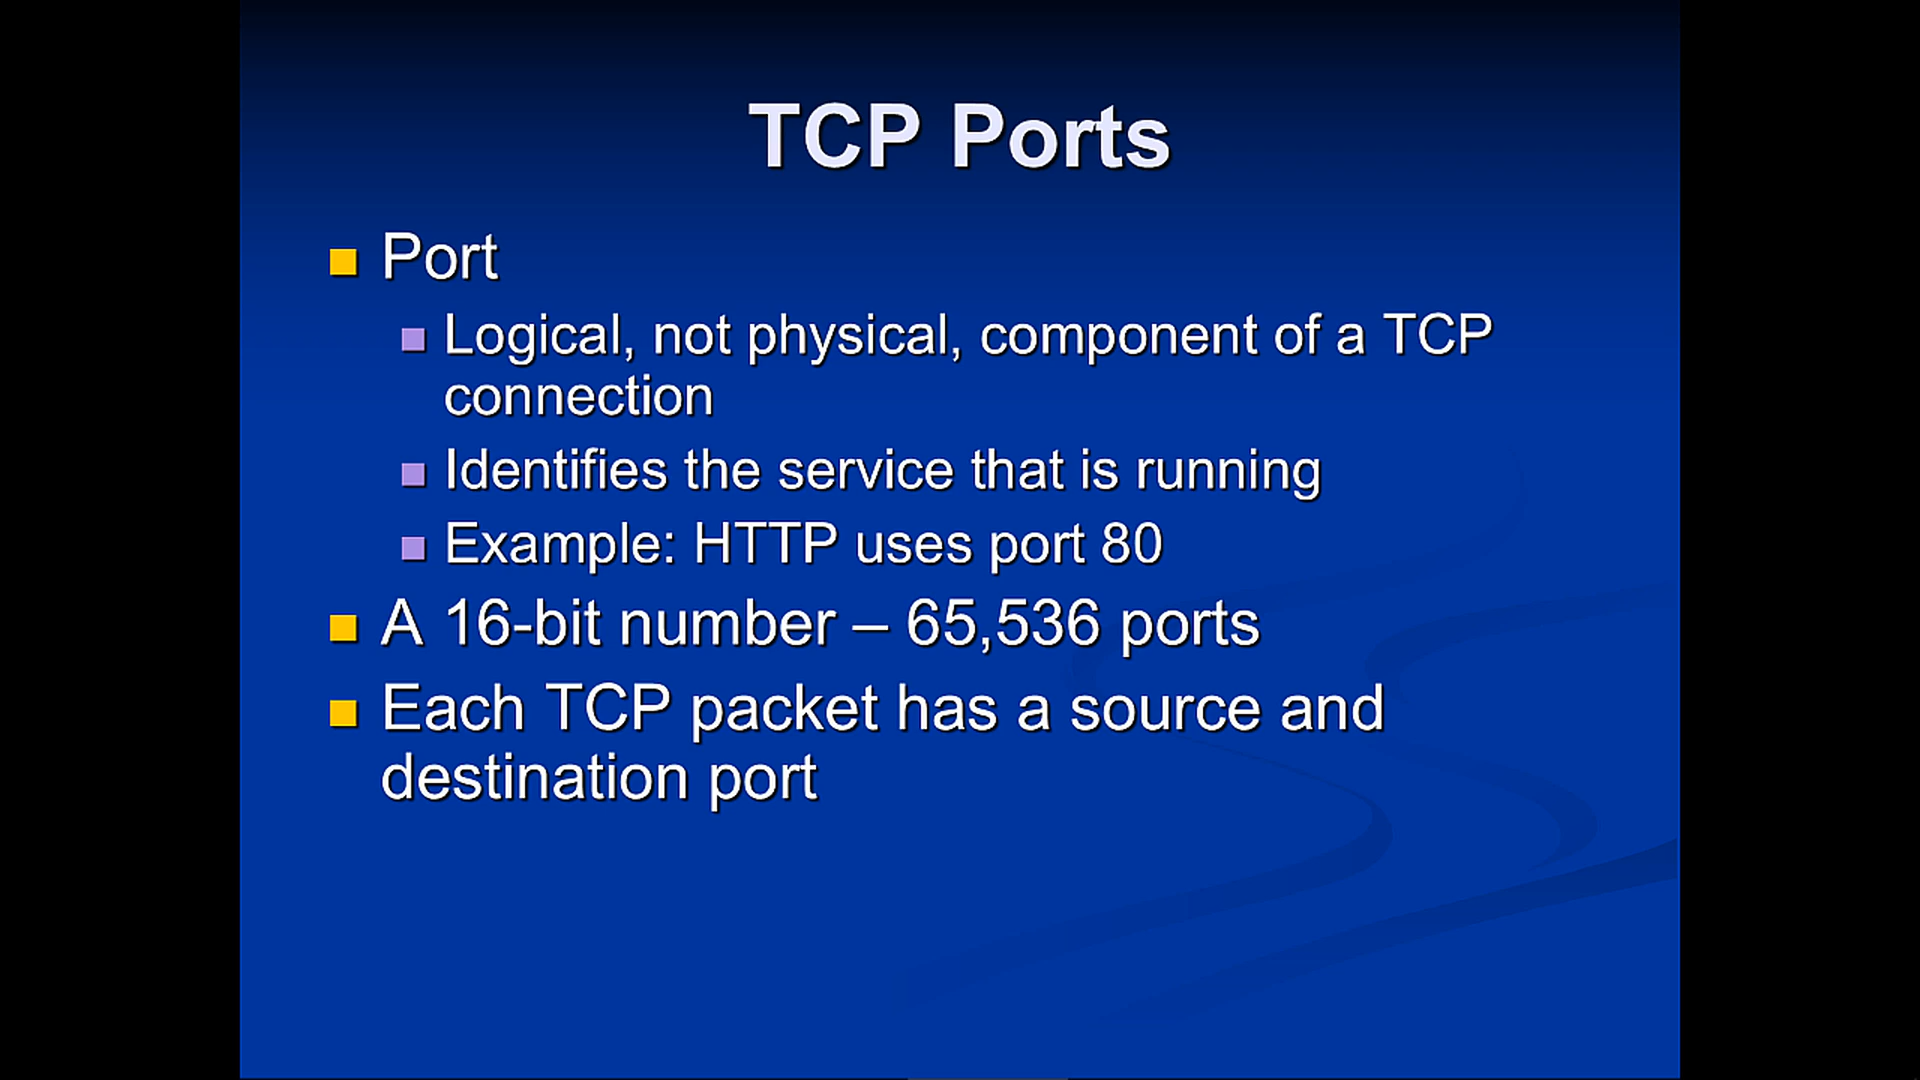 TCP Ports
Port
Logical, not physical, component of a TCP
connection
Identifies the service that is running
Example: HTTP uses port 80
A 16-bit number – 65,536 ports
Each TCP packet has a source and
destination port